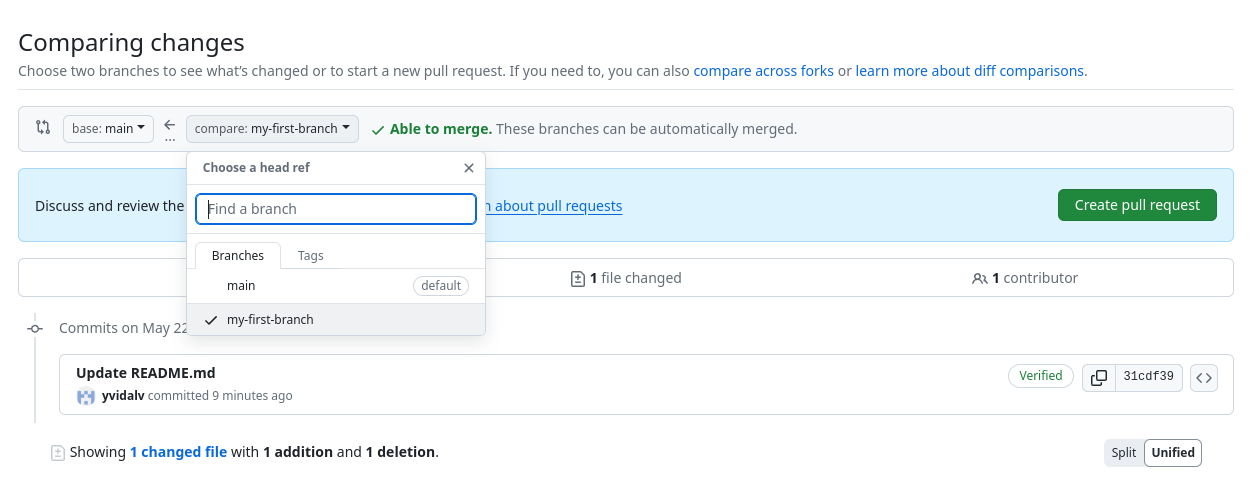 Comparing changes
Choose two branches to see what's changed or to start a new pull request. If you need to, you can also compare across forks or learn more about diff comparisons.
base: main ... compare: my-first-branch Able to merge. These branches can be automatically merged.
Choose a head ref
Discuss and review the about pull requests Create pull request
Find a branch
Branches Tags
1 file changed 1 contributor
main default
my-first-branch
Commits on May 22
Update README.md
Verified 31cdf39
yvidalv committed 9 minutes ago
Showing 1 changed file with 1 addition and 1 deletion.
Split Unified